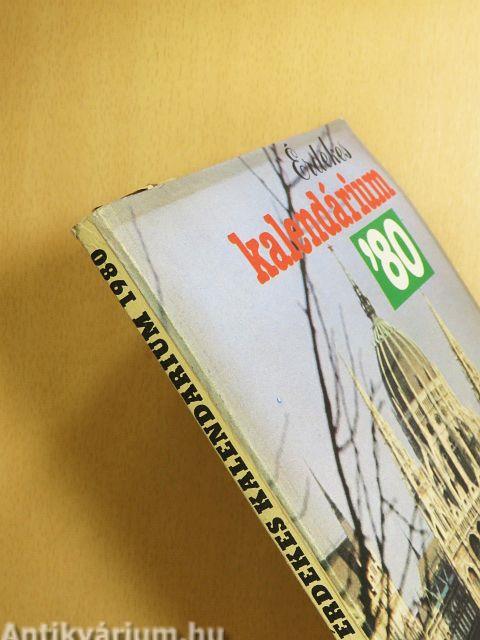 Érdekes
kalendárium
'80
ÉRDEKES KALENDÁRIUM 1980
Antikvárium.hu